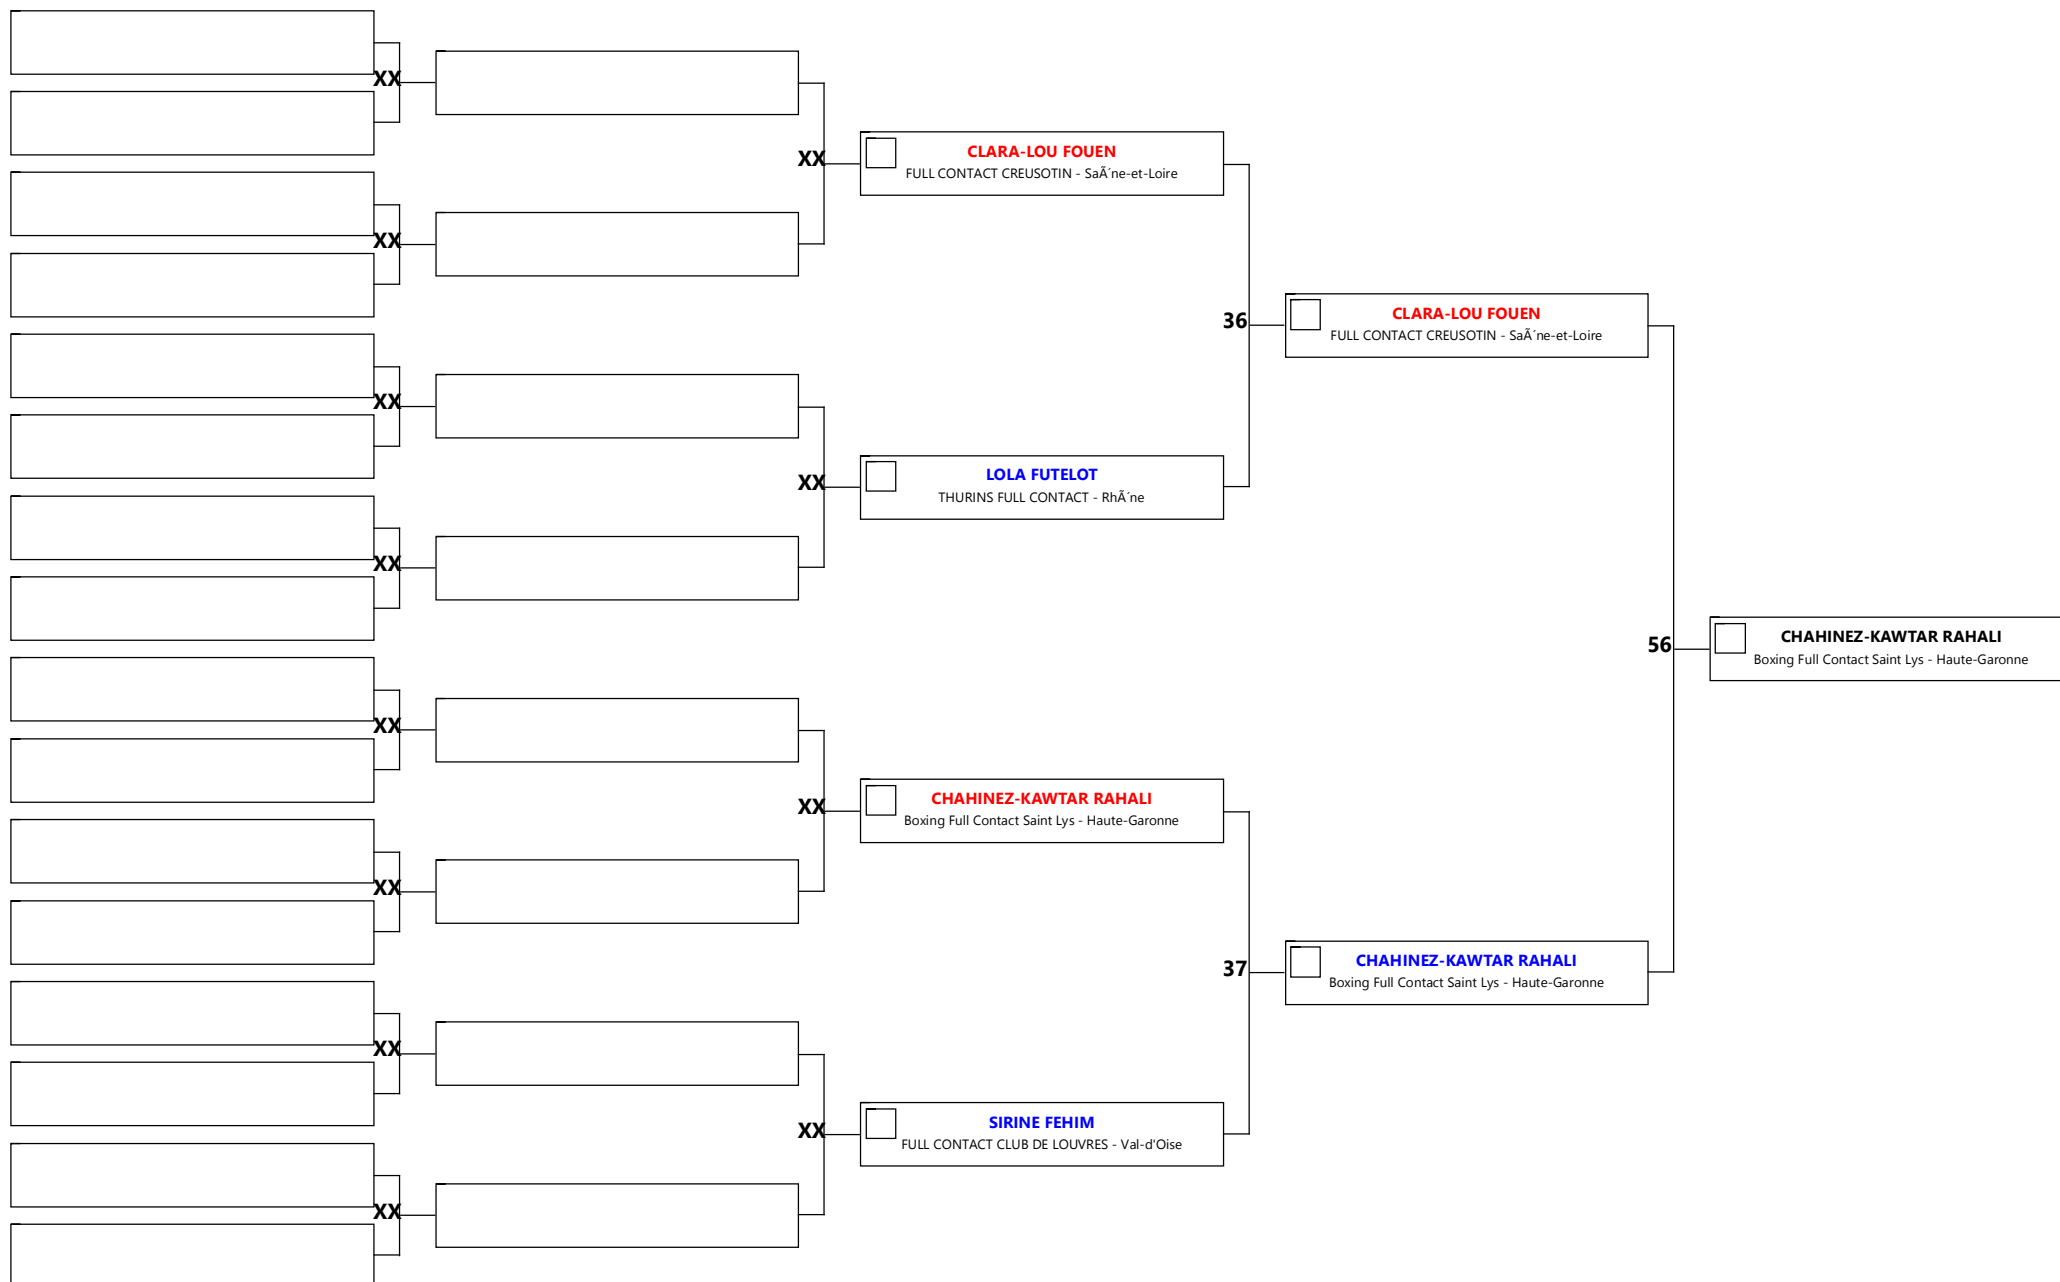 XX
XX
CLARA-LOU FOUEN
FULL CONTACT CREUSOTIN - SaÃ´ne-et-Loire
XX
36
CLARA-LOU FOUEN
FULL CONTACT CREUSOTIN - SaÃ´ne-et-Loire
XX
XX
LOLA FUTELOT
THURINS FULL CONTACT - RhÃ´ne
XX
56
CHAHINEZ-KAWTAR RAHALI
Boxing Full Contact Saint Lys - Haute-Garonne
XX
XX
CHAHINEZ-KAWTAR RAHALI
Boxing Full Contact Saint Lys - Haute-Garonne
XX
37
CHAHINEZ-KAWTAR RAHALI
Boxing Full Contact Saint Lys - Haute-Garonne
XX
XX
SIRINE FEHIM
FULL CONTACT CLUB DE LOUVRES - Val-d'Oise
XX